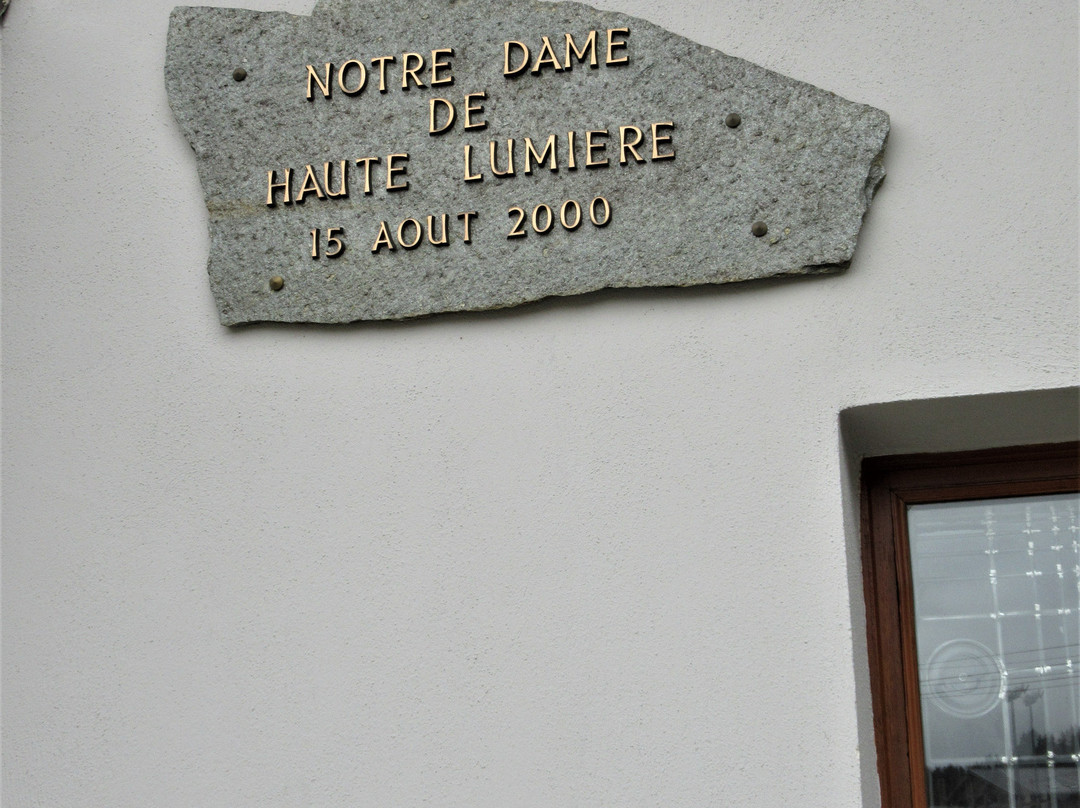 NOTRE DAME
DE
HAUTE LUMIERE
15 AOUT 2000